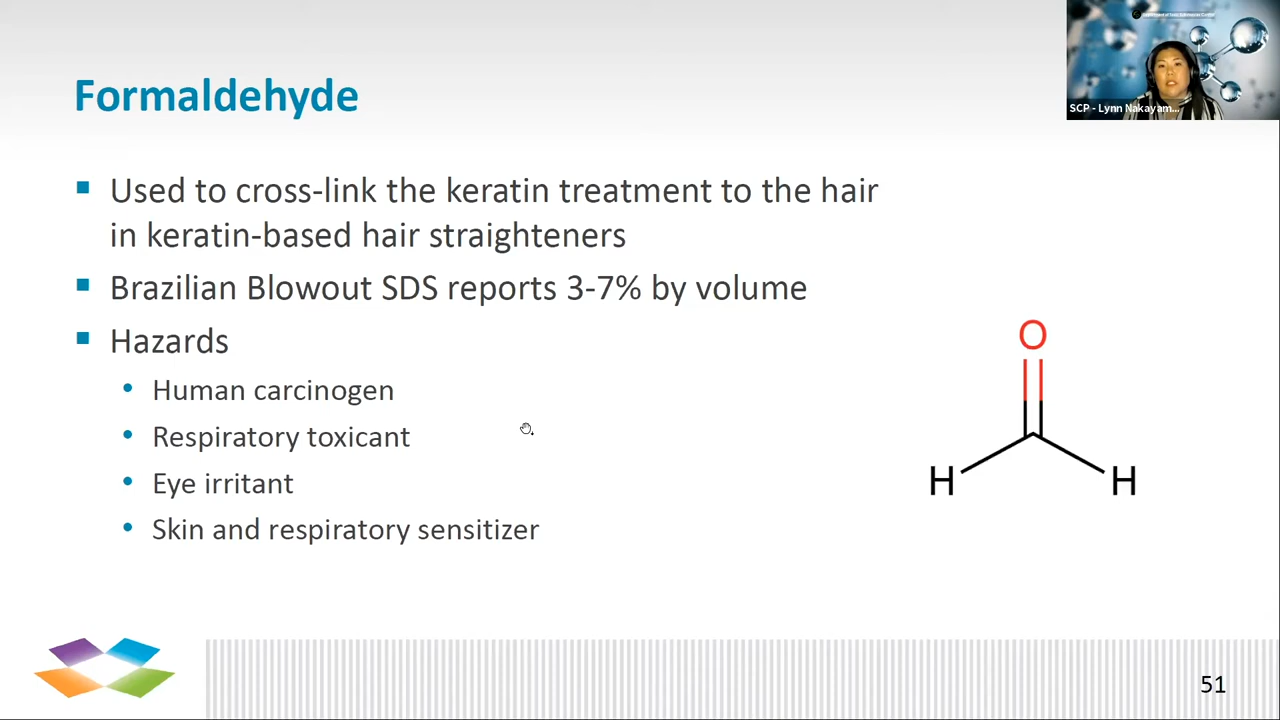 Formaldehyde
SCP - Lynn Nakayam...
Used to cross-link the keratin treatment to the hair
in keratin-based hair straighteners
Brazilian Blowout SDS reports 3-7% by volume
Hazards
Human carcinogen
Respiratory toxicant
Eye irritant
Skin and respiratory sensitizer
O
H H
51